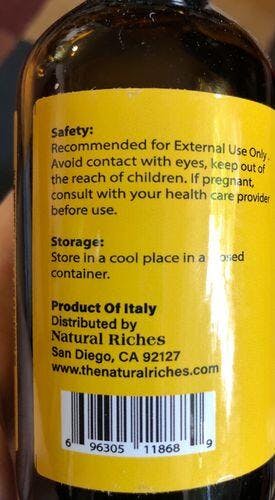 Safety:
Recommended for External Use Only.
Avoid contact with eyes, keep out of
the reach of children. If pregnant,
consult with your health care provider
before use.
Storage:
Store in a cool place in a
container.
Product Of Italy
Distributed by
Natural Riches
San Diego, CA 92127
www.thenaturalriches.com
6 96305 11868 9